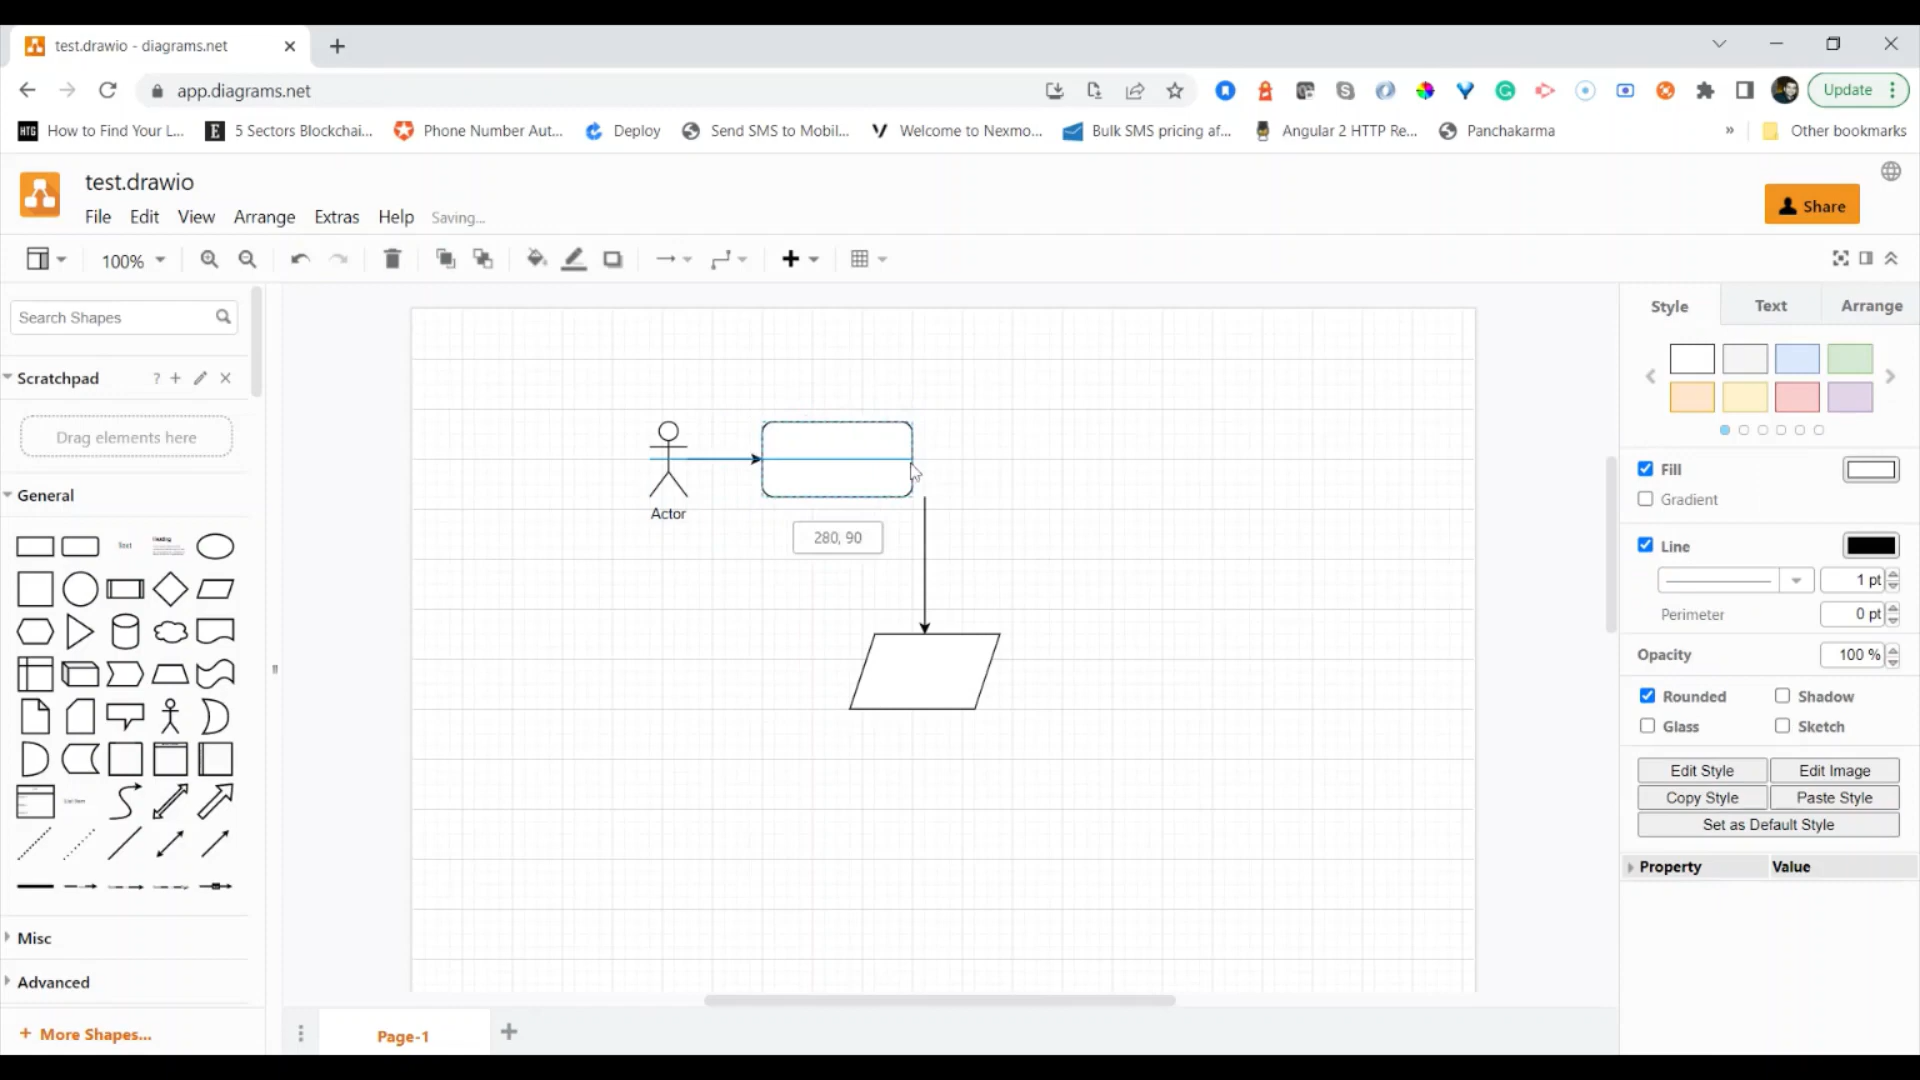 test.drawio - diagrams.net
app.diagrams.net
Update
How to Find Your L...
5 Sectors Blockchai...
Phone Number Aut...
Deploy
Send SMS to Mobil...
Welcome to Nexmo...
Bulk SMS pricing af...
Angular 2 HTTP Re...
Panchakarma
»
Other bookmarks
test.drawio
File Edit View Arrange Extras Help Saving...
Share
100%
Search Shapes
Scratchpad
? + 
Drag elements here
General
Text
Heading
List Item
Misc
Advanced
+ More Shapes...
Actor
280, 90
Page-1
Style Text Arrange
Fill
Gradient
Line
1 pt
Perimeter 0 pt
Opacity 100 %
Rounded Shadow
Glass Sketch
Edit Style Edit Image
Copy Style Paste Style
Set as Default Style
Property Value